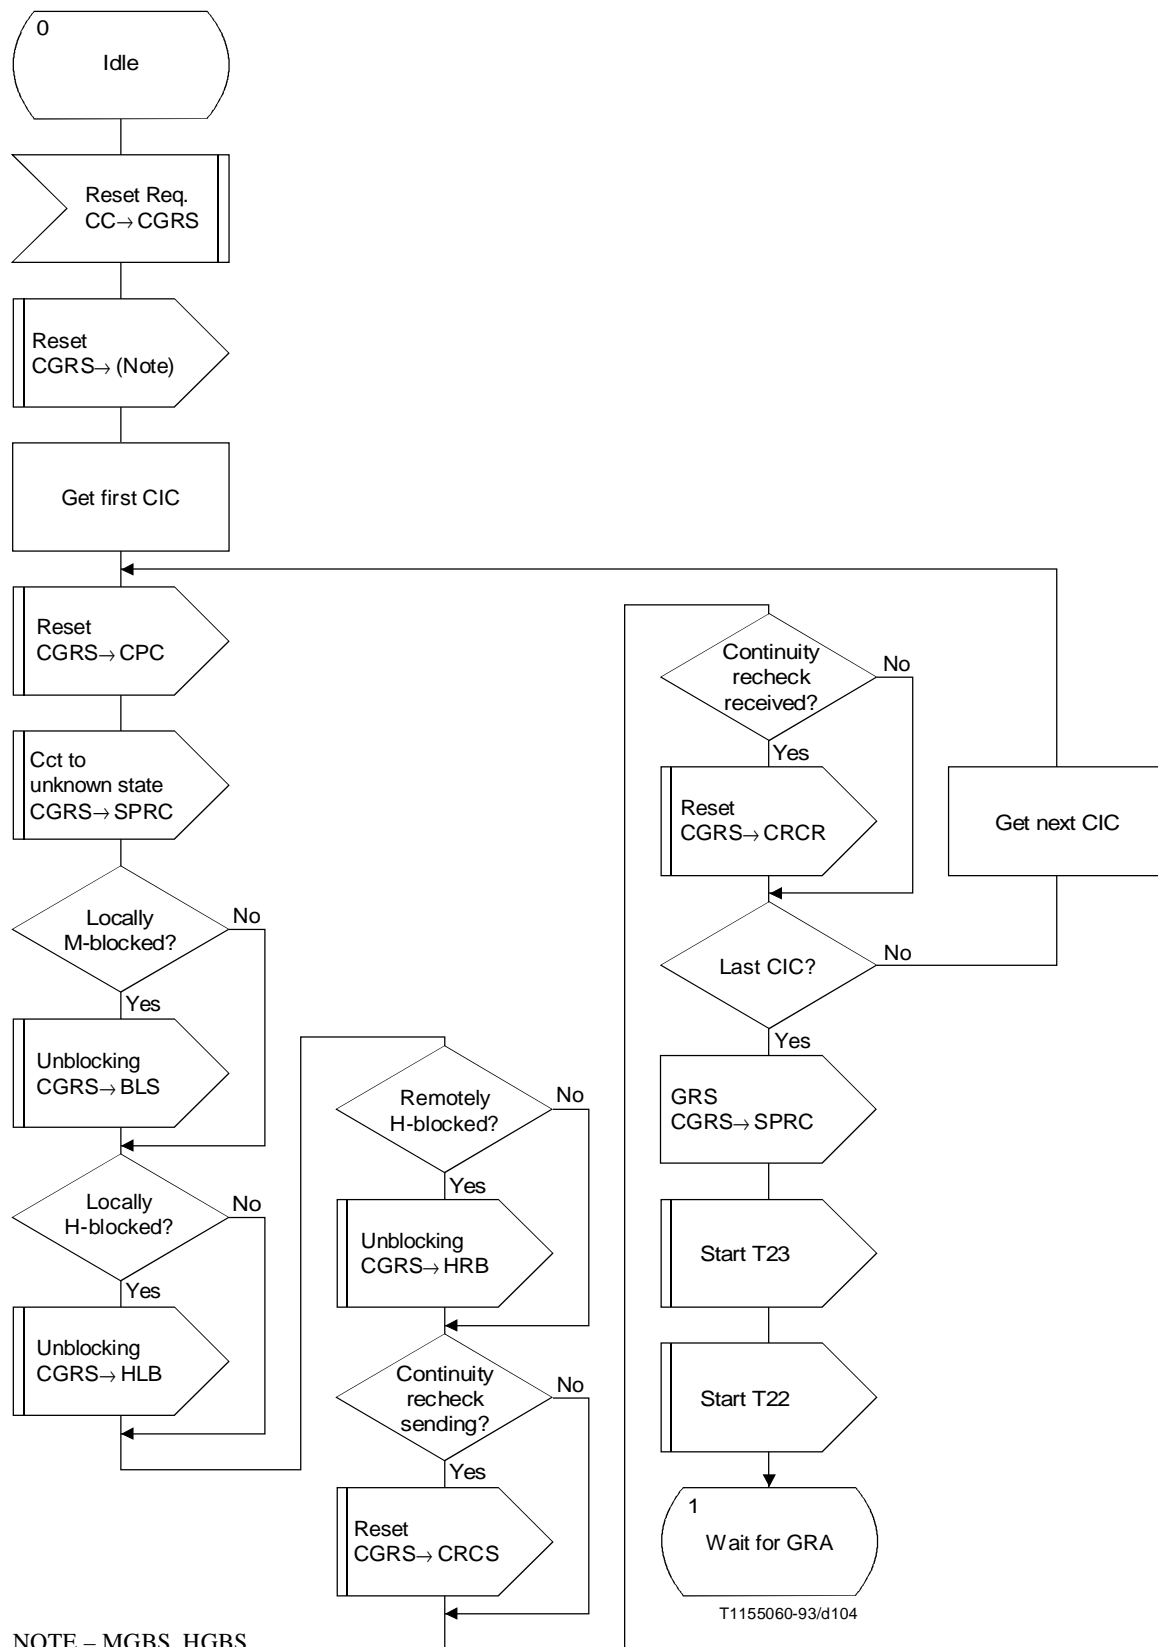 0
Idle
Reset Req.
CC→CGRS
Reset
CGRS→ (Note)
Get first CIC
Reset
CGRS→CPC
Cct to
unknown state
CGRS→SPRC
Locally
M-blocked?
No
Yes
Unblocking
CGRS→BLS
Locally
H-blocked?
No
Yes
Unblocking
CGRS→HLB
Remotely
H-blocked?
No
Yes
Unblocking
CGRS→HRB
Continuity
recheck
sending?
No
Yes
Reset
CGRS→CRCS
Continuity
recheck
received?
No
Yes
Reset
CGRS→CRCR
Get next CIC
Last CIC?
No
Yes
GRS
CGRS→SPRC
Start T23
Start T22
1
Wait for GRA
T1155060-93/d104
NOTE – MGBS, HGBS